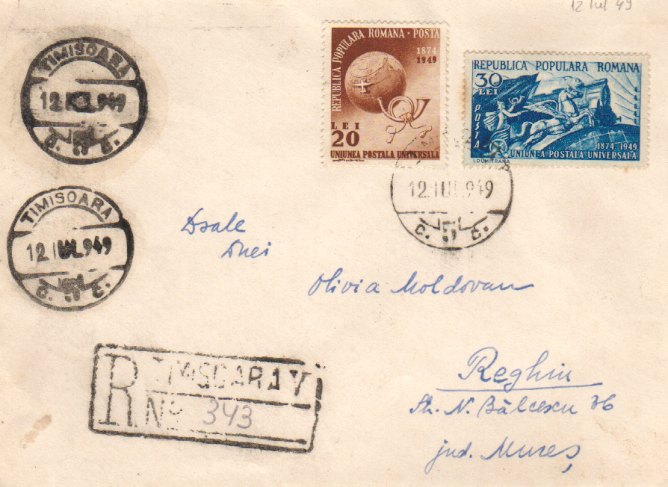 12 Iul 49
REPUBLICA POPULARA ROMANA · POSTA
1874
1949
LEI
20
UNIUNEA POSTALA UNIVERSALA
REPUBLICA POPULARA ROMANA
30
LEI
POSTA
1874-1949
UNIUNEA POSTALA UNIVERSALA
TIMISOARA
12 949
C. C.
TIMISOARA
12 IUL 949
C. C.
12 IUL 949
C. C.
Dsale
Dnei
Olivia Moldovan
Reghin
Str. N. Bălcescu 76
jud. Mureș
R TIMISOARA V
No 343